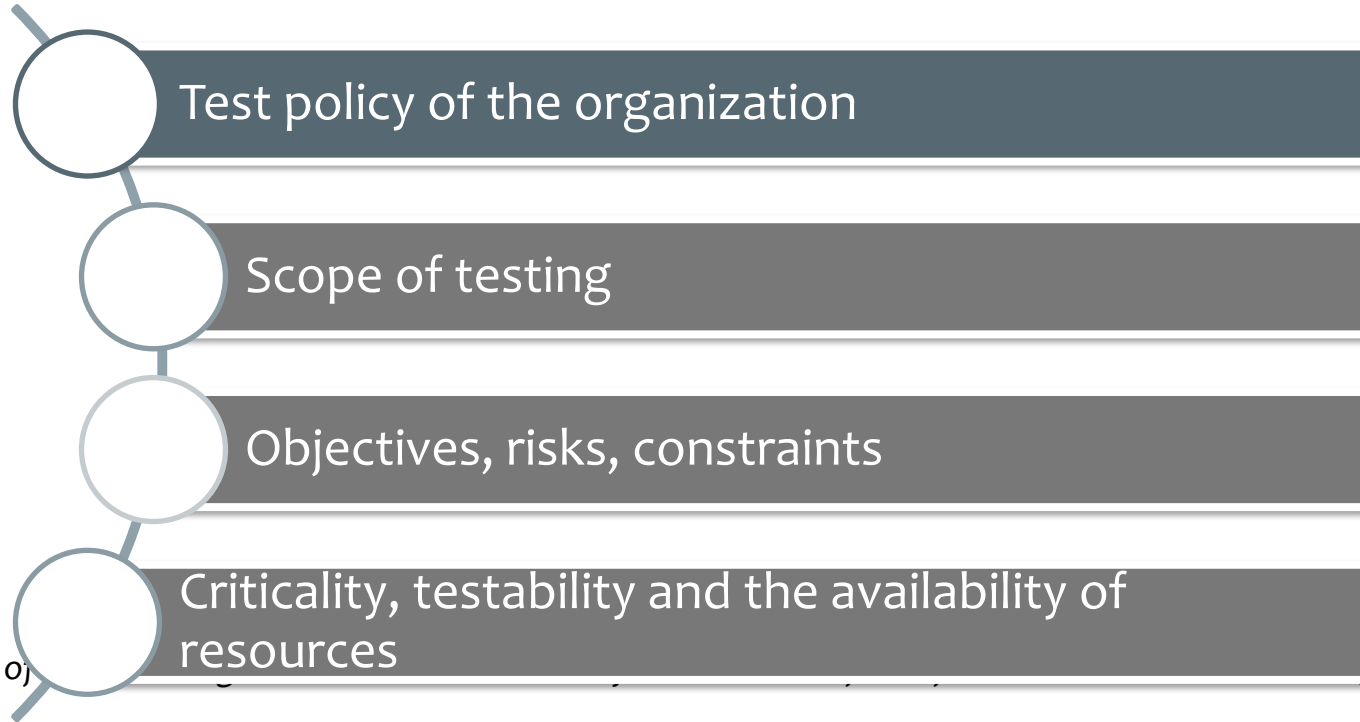 Test policy of the organization
Scope of testing
Objectives, risks, constraints
Criticality, testability and the availability of
resources